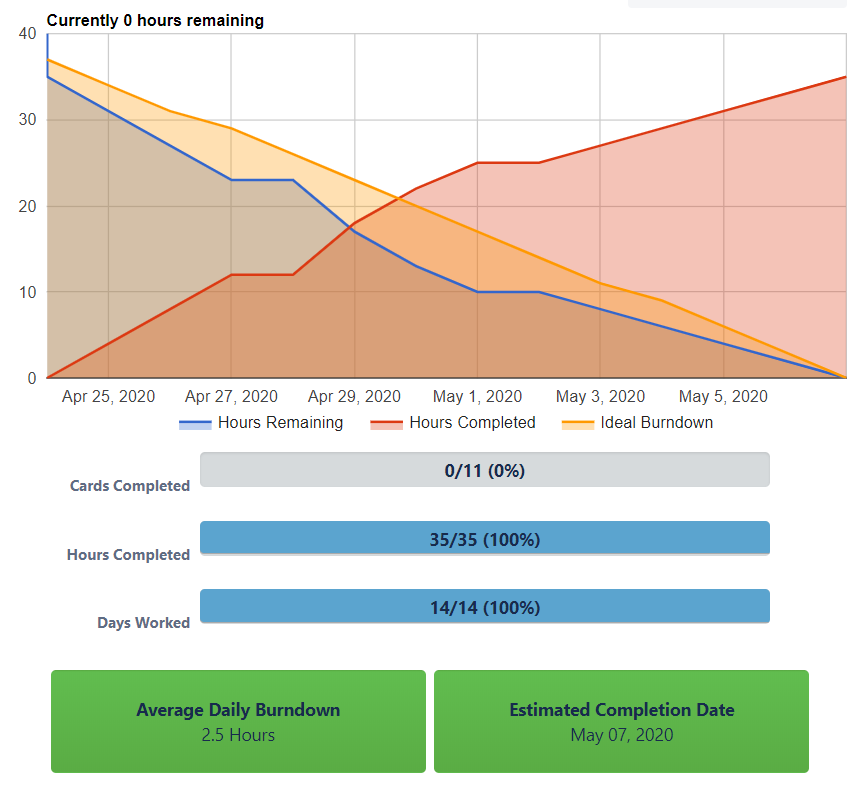 Currently 0 hours remaining
40
30
20
10
0
Apr 25, 2020 Apr 27, 2020 Apr 29, 2020 May 1, 2020 May 3, 2020 May 5, 2020
Hours Remaining Hours Completed Ideal Burndown
Cards Completed 0/11 (0%)
Hours Completed 35/35 (100%)
Days Worked 14/14 (100%)
Average Daily Burndown
2.5 Hours
Estimated Completion Date
May 07, 2020